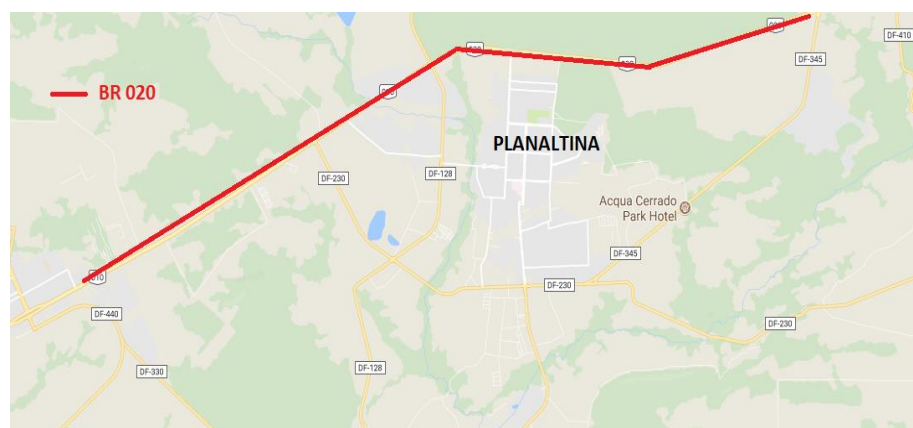 DF-410
DF-345
BR 020
PLANALTINA
DF-230
DF-128
Acqua Cerrado
Park Hotel
DF-345
010
DF-230
DF-440
DF-230
DF-330
DF-128